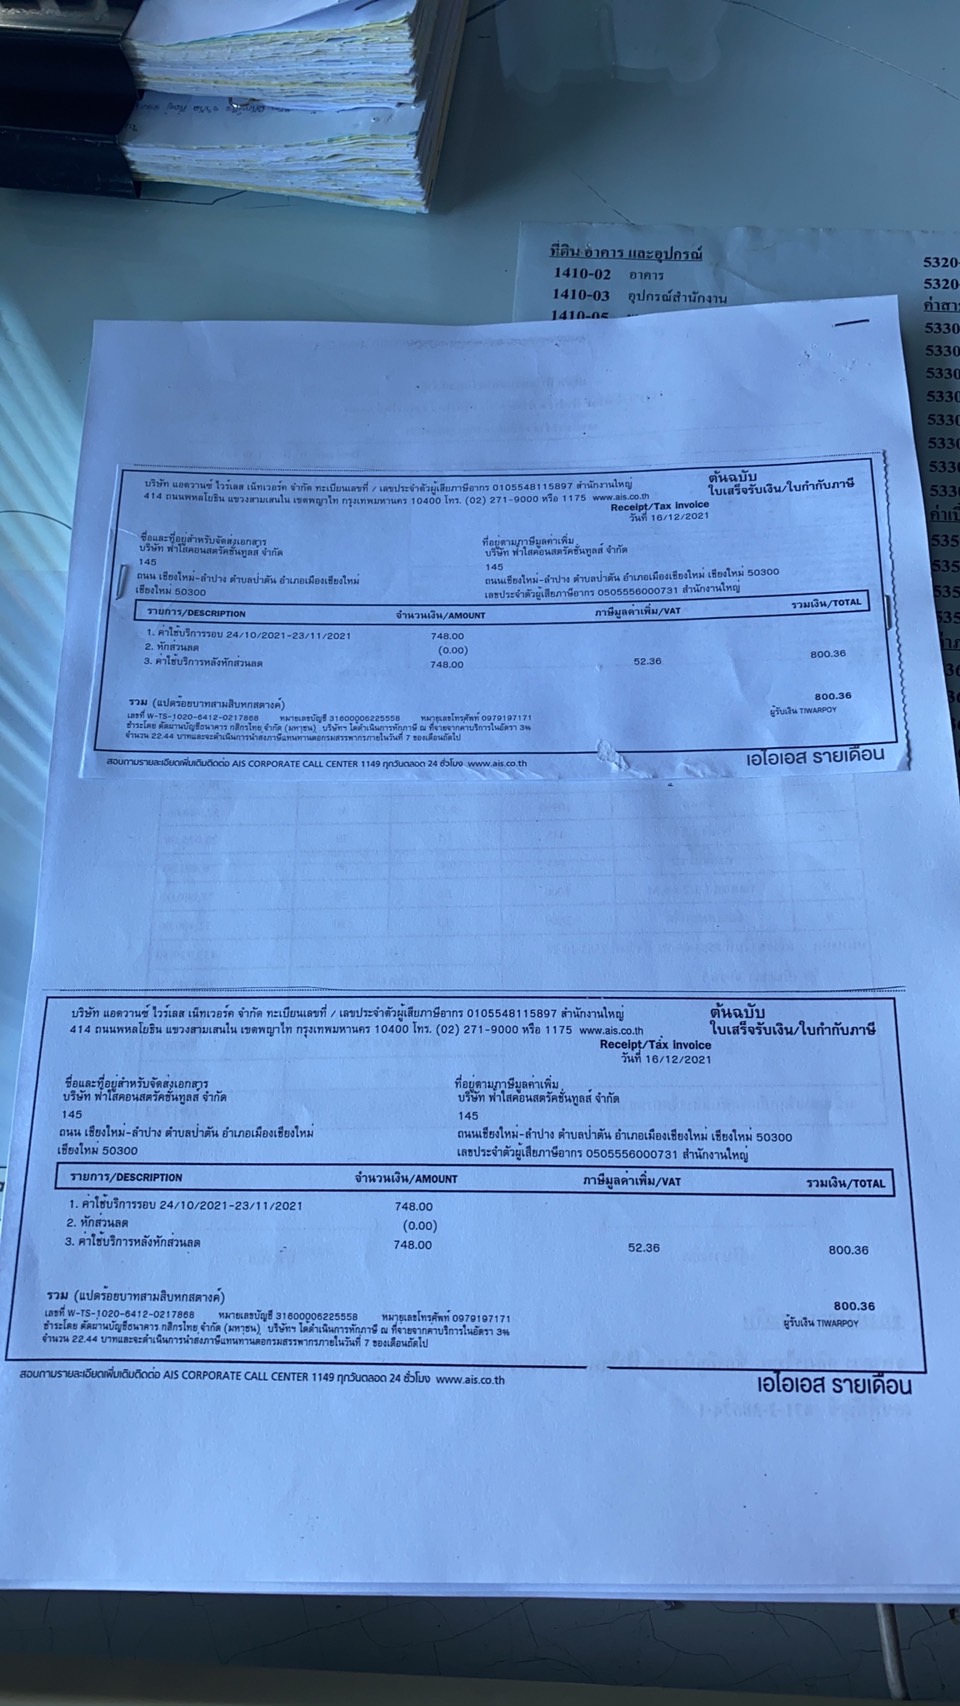 ที่ดิน อาคาร และอุปกรณ์
1410-02 อาคาร
1410-03 อุปกรณ์สำนักงาน
1410-05
5320-
5320-
ค่าสา
5330
5330
5330
5330
5330
5330
5330
5330
บริษัท แอดวานซ์ ไวร์เลส เน็ทเวอร์ค จำกัด ทะเบียนเลขที่ / เลขประจำตัวผู้เสียภาษีอากร 0105548115897 สำนักงานใหญ่
414 ถนนพหลโยธิน แขวงสามเสนใน เขตพญาไท กรุงเทพมหานคร 10400 โทร. (02) 271-9000 หรือ 1175 www.ais.co.th
ต้นฉบับ
ใบเสร็จรับเงิน/ใบกำกับภาษี
Receipt/Tax Invoice
วันที่ 16/12/2021
ชื่อและที่อยู่สำหรับจัดส่งเอกสาร
บริษัท ฟ้าใสคอนสตรัคชั่นทูลส์ จำกัด
145
ถนน เชียงใหม่-ลำปาง ตำบลป่าตัน อำเภอเมืองเชียงใหม่
เชียงใหม่ 50300
ที่อยู่ตามภาษีมูลค่าเพิ่ม
บริษัท ฟ้าใสคอนสตรัคชั่นทูลส์ จำกัด
145
ถนนเชียงใหม่-ลำปาง ตำบลป่าตัน อำเภอเมืองเชียงใหม่ เชียงใหม่ 50300
เลขประจำตัวผู้เสียภาษีอากร 0505556000731 สำนักงานใหญ่
รายการ/DESCRIPTION จำนวนเงิน/AMOUNT ภาษีมูลค่าเพิ่ม/VAT รวมเงิน/TOTAL
1. ค่าใช้บริการรอบ 24/10/2021-23/11/2021 748.00
2. หักส่วนลด (0.00)
3. ค่าใช้บริการหลังหักส่วนลด 748.00 52.36 800.36
รวม (แปดร้อยบาทสามสิบหกสตางค์) 800.36
เลขที่ W-TS-1020-6412-0217868 หมายเลขบัญชี 31600006225558 หมายเลขโทรศัพท์ 0979197171 ผู้รับเงิน TIWARPOY
ชำระโดย ตัดผ่านบัญชีธนาคาร กสิกรไทย จำกัด (มหาชน) บริษัทฯ ได้ดำเนินการหักภาษี ณ ที่จ่ายจากค่าบริการในอัตรา 3%
จำนวน 22.44 บาทและจะดำเนินการนำส่งภาษีแทนท่านต่อกรมสรรพากรภายในวันที่ 7 ของเดือนถัดไป
สอบถามรายละเอียดเพิ่มเติมติดต่อ AIS CORPORATE CALL CENTER 1149 ทุกวันตลอด 24 ชั่วโมง www.ais.co.th
เอไอเอส รายเดือน
บริษัท แอดวานซ์ ไวร์เลส เน็ทเวอร์ค จำกัด ทะเบียนเลขที่ / เลขประจำตัวผู้เสียภาษีอากร 0105548115897 สำนักงานใหญ่
414 ถนนพหลโยธิน แขวงสามเสนใน เขตพญาไท กรุงเทพมหานคร 10400 โทร. (02) 271-9000 หรือ 1175 www.ais.co.th
ต้นฉบับ
ใบเสร็จรับเงิน/ใบกำกับภาษี
Receipt/Tax Invoice
วันที่ 16/12/2021
ชื่อและที่อยู่สำหรับจัดส่งเอกสาร
บริษัท ฟ้าใสคอนสตรัคชั่นทูลส์ จำกัด
145
ถนน เชียงใหม่-ลำปาง ตำบลป่าตัน อำเภอเมืองเชียงใหม่
เชียงใหม่ 50300
ที่อยู่ตามภาษีมูลค่าเพิ่ม
บริษัท ฟ้าใสคอนสตรัคชั่นทูลส์ จำกัด
145
ถนนเชียงใหม่-ลำปาง ตำบลป่าตัน อำเภอเมืองเชียงใหม่ เชียงใหม่ 50300
เลขประจำตัวผู้เสียภาษีอากร 0505556000731 สำนักงานใหญ่
รายการ/DESCRIPTION จำนวนเงิน/AMOUNT ภาษีมูลค่าเพิ่ม/VAT รวมเงิน/TOTAL
1. ค่าใช้บริการรอบ 24/10/2021-23/11/2021 748.00
2. หักส่วนลด (0.00)
3. ค่าใช้บริการหลังหักส่วนลด 748.00 52.36 800.36
รวม (แปดร้อยบาทสามสิบหกสตางค์) 800.36
เลขที่ W-TS-1020-6412-0217868 หมายเลขบัญชี 31600006225558 หมายเลขโทรศัพท์ 0979197171 ผู้รับเงิน TIWARPOY
ชำระโดย ตัดผ่านบัญชีธนาคาร กสิกรไทย จำกัด (มหาชน) บริษัทฯ ได้ดำเนินการหักภาษี ณ ที่จ่ายจากค่าบริการในอัตรา 3%
จำนวน 22.44 บาทและจะดำเนินการนำส่งภาษีแทนท่านต่อกรมสรรพากรภายในวันที่ 7 ของเดือนถัดไป
สอบถามรายละเอียดเพิ่มเติมติดต่อ AIS CORPORATE CALL CENTER 1149 ทุกวันตลอด 24 ชั่วโมง www.ais.co.th
เอไอเอส รายเดือน